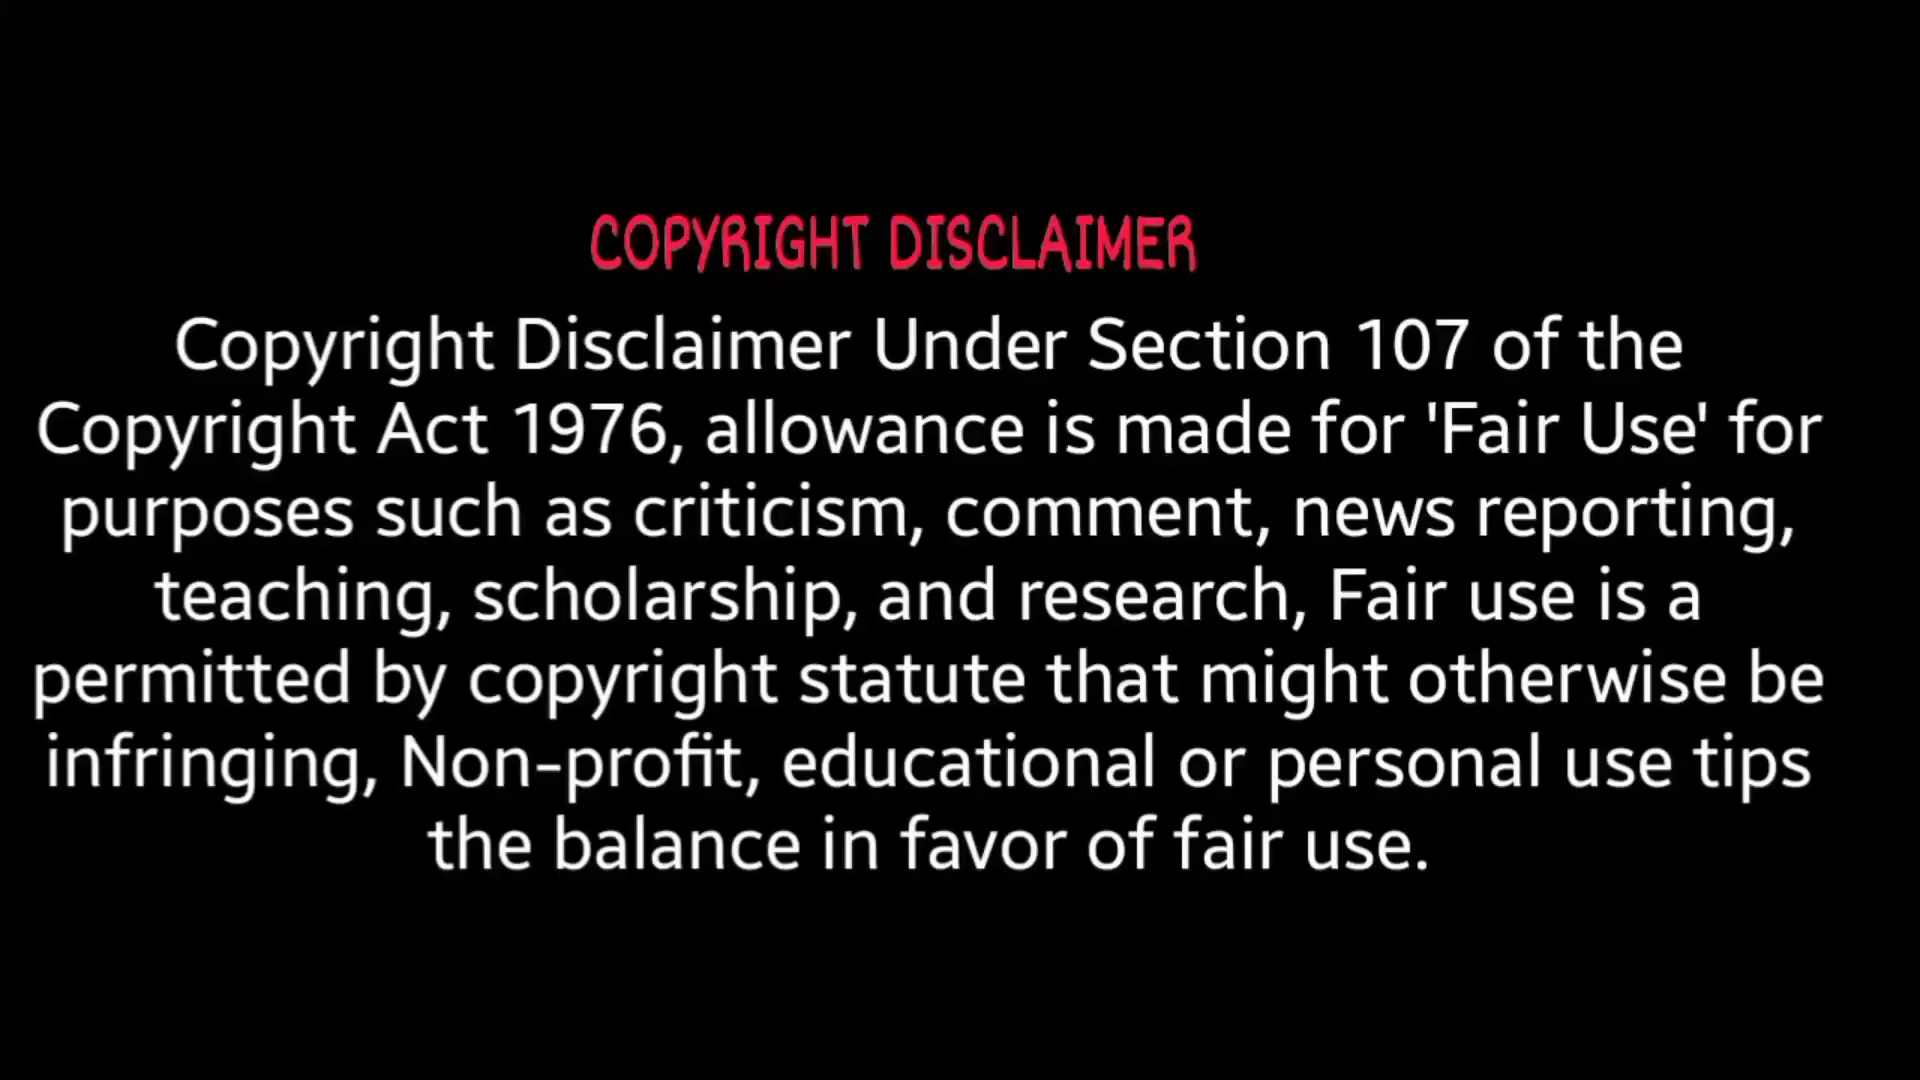 COPYRIGHT DISCLAIMER
Copyright Disclaimer Under Section 107 of the
Copyright Act 1976, allowance is made for 'Fair Use' for
purposes such as criticism, comment, news reporting,
teaching, scholarship, and research, Fair use is a
permitted by copyright statute that might otherwise be
infringing, Non-profit, educational or personal use tips
the balance in favor of fair use.